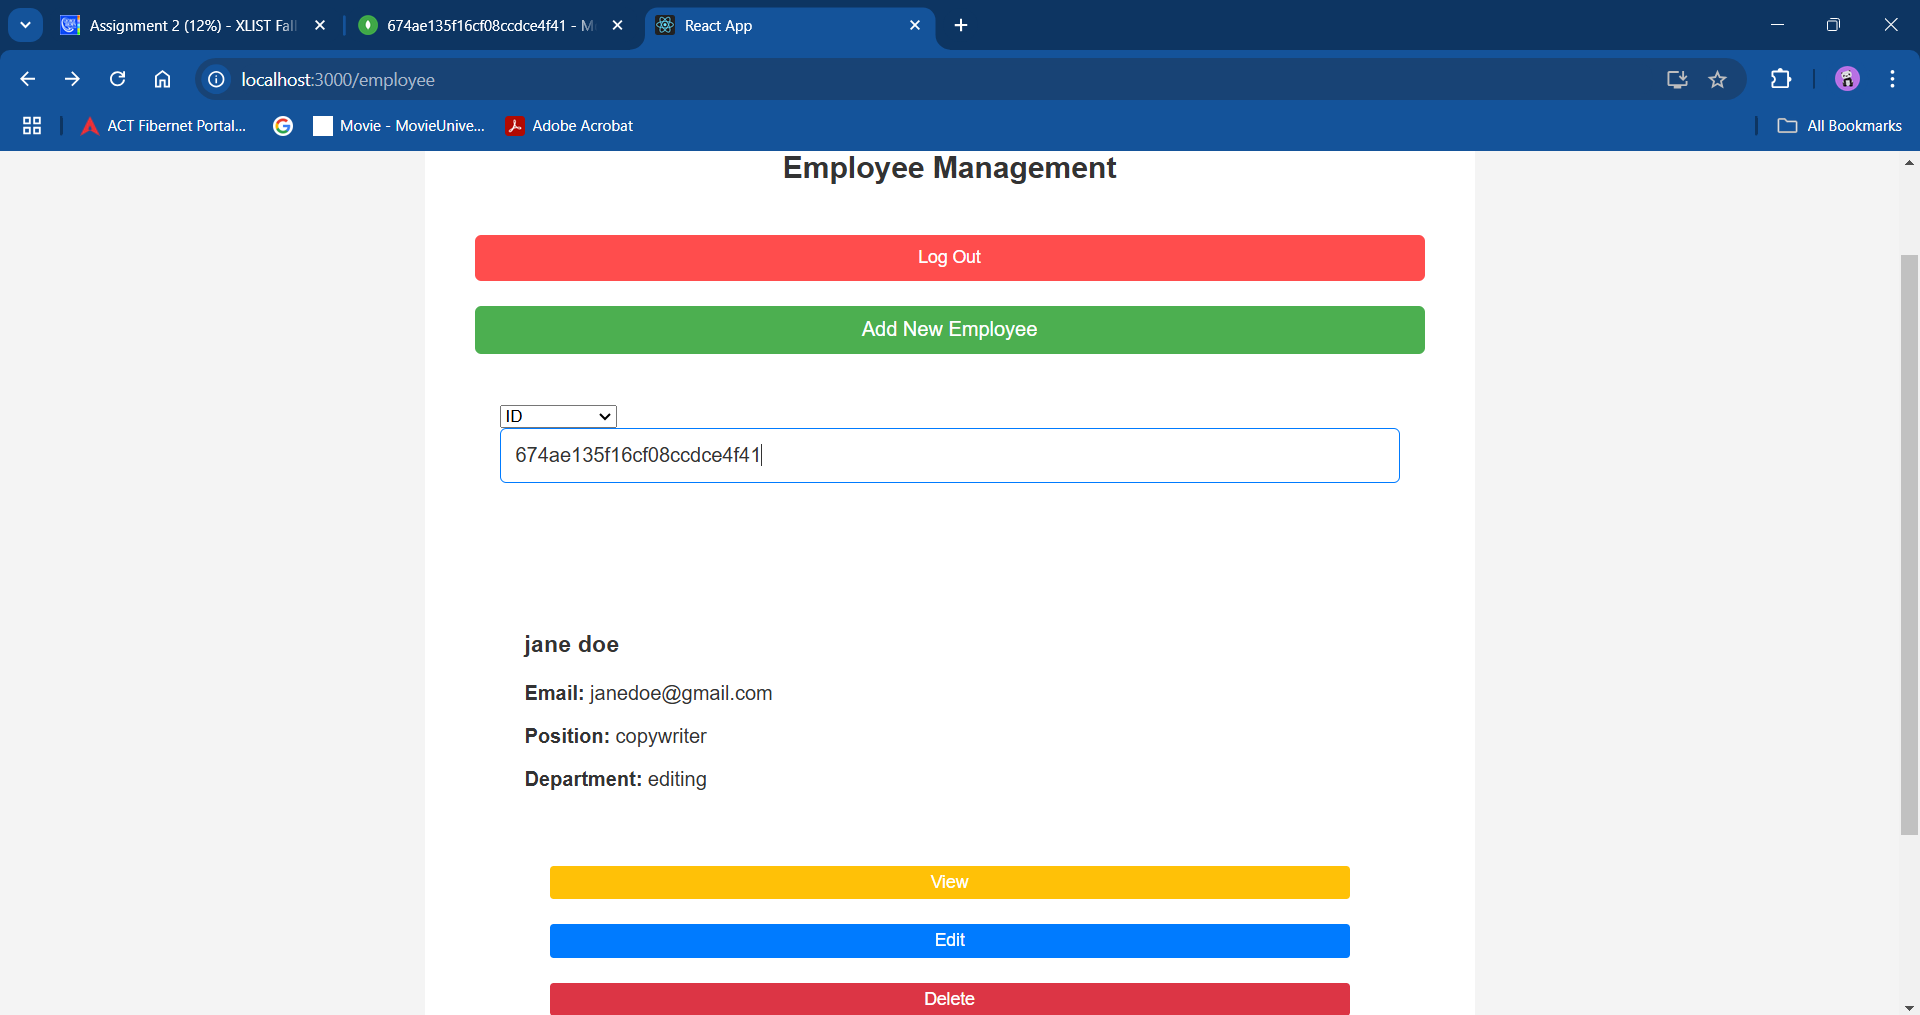 Assignment 2 (12%) - XLIST Fall
674ae135f16cf08ccdce4f41 - M
React App
localhost:3000/employee
ACT Fibernet Portal...
Movie - MovieUnive...
Adobe Acrobat
All Bookmarks
Employee Management
Log Out
Add New Employee
ID
674ae135f16cf08ccdce4f41
jane doe
Email: janedoe@gmail.com
Position: copywriter
Department: editing
View
Edit
Delete